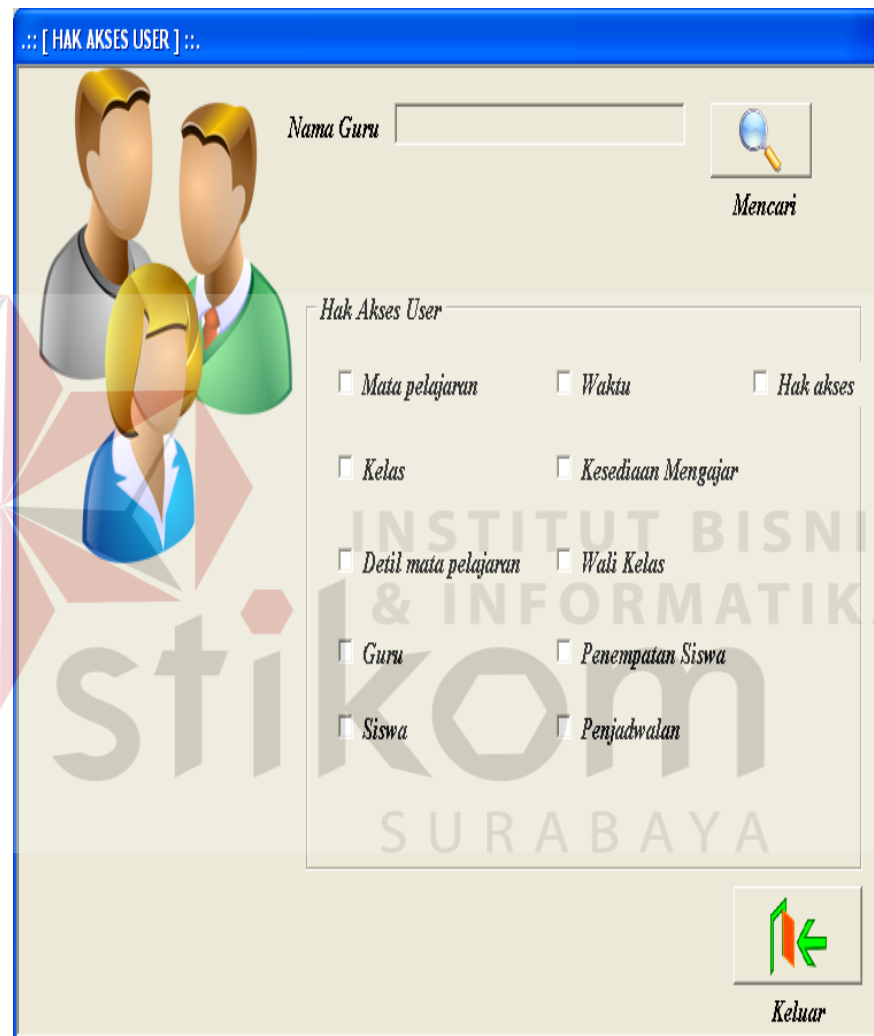 .:: [ HAK AKSES USER ] ::.
Nama Guru
Mencari
Hak Akses User
Mata pelajaran
Waktu
Hak akses
Kelas
Kesediaan Mengajar
Detil mata pelajaran
Wali Kelas
Guru
Penempatan Siswa
Siswa
Penjadwalan
INSTITUT BISNI
& INFORMATIKA
stikom
SURABAYA
Keluar